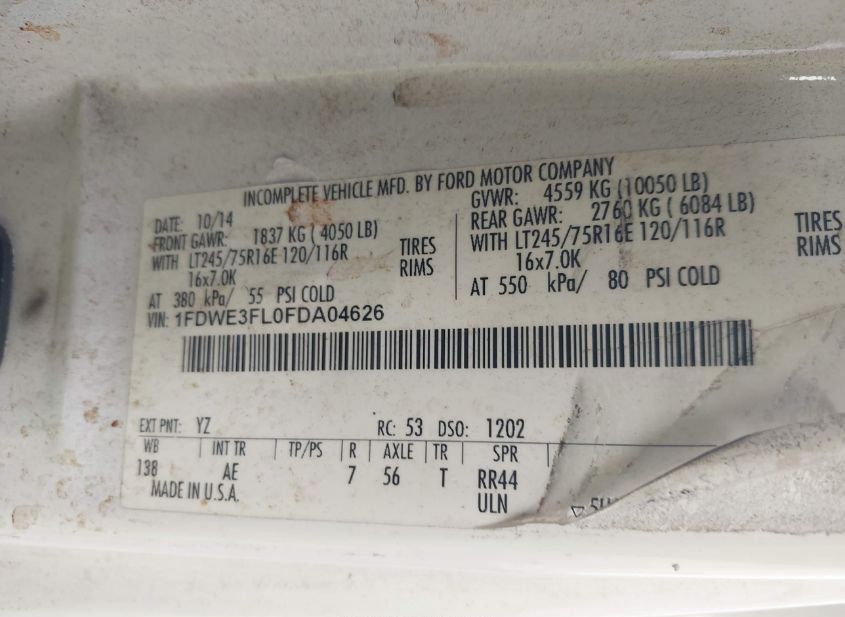 INCOMPLETE VEHICLE MFD. BY FORD MOTOR COMPANY
DATE: 10/14
FRONT GAWR: 1837 KG ( 4050 LB)
WITH LT245/75R16E 120/116R TIRES
16x7.0K RIMS
AT 380 kPa/ 55 PSI COLD
GVWR: 4559 KG (10050 LB)
REAR GAWR: 2760 KG ( 6084 LB)
WITH LT245/75R16E 120/116R TIRES
16x7.0K RIMS
AT 550 kPa/ 80 PSI COLD
VIN: 1FDWE3FL0FDA04626
EXT PNT: YZ RC: 53 DSO: 1202
WB INT TR TP/PS R AXLE TR SPR
138 AE 7 56 T RR44
MADE IN U.S.A. ULN